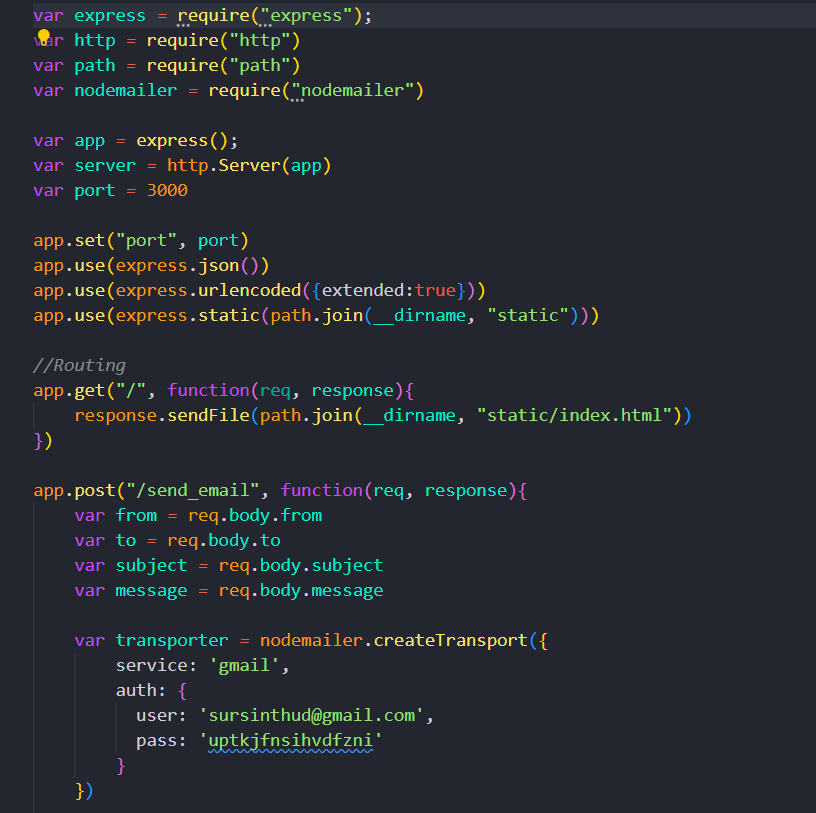 var express = require("express");
var http = require("http")
var path = require("path")
var nodemailer = require("nodemailer")
var app = express();
var server = http.Server(app)
var port = 3000
app.set("port", port)
app.use(express.json())
app.use(express.urlencoded({extended:true}))
app.use(express.static(path.join(__dirname, "static")))
//Routing
app.get("/", function(req, response){
response.sendFile(path.join(__dirname, "static/index.html"))
})
app.post("/send_email", function(req, response){
var from = req.body.from
var to = req.body.to
var subject = req.body.subject
var message = req.body.message
var transporter = nodemailer.createTransport({
service: 'gmail',
auth: {
user: 'sursinthud@gmail.com',
pass: 'uptkjfnsihvdfzni'
}
})